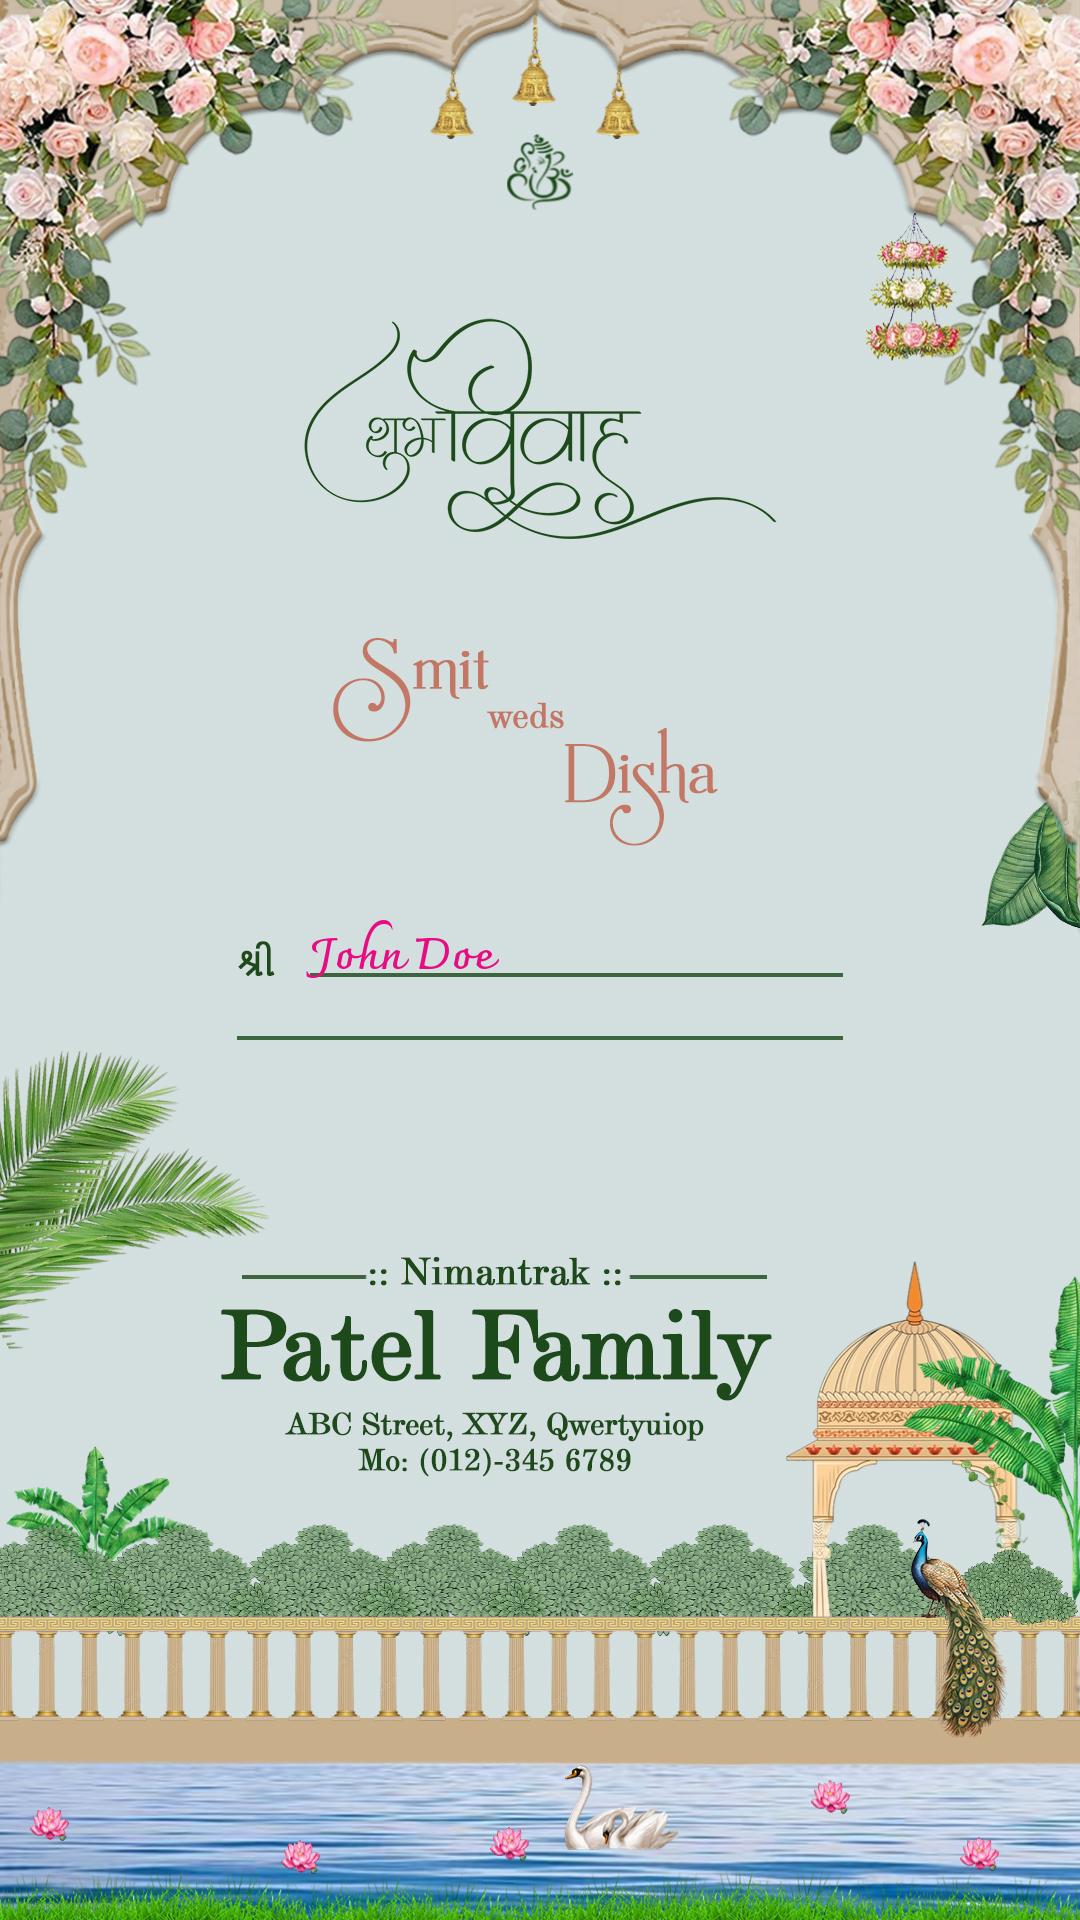 शुभ विवाह
Smit
weds
Disha
શ્રી John Doe
:: Nimantrak ::
Patel Family
ABC Street, XYZ, Qwertyuiop
Mo: (012)-345 6789